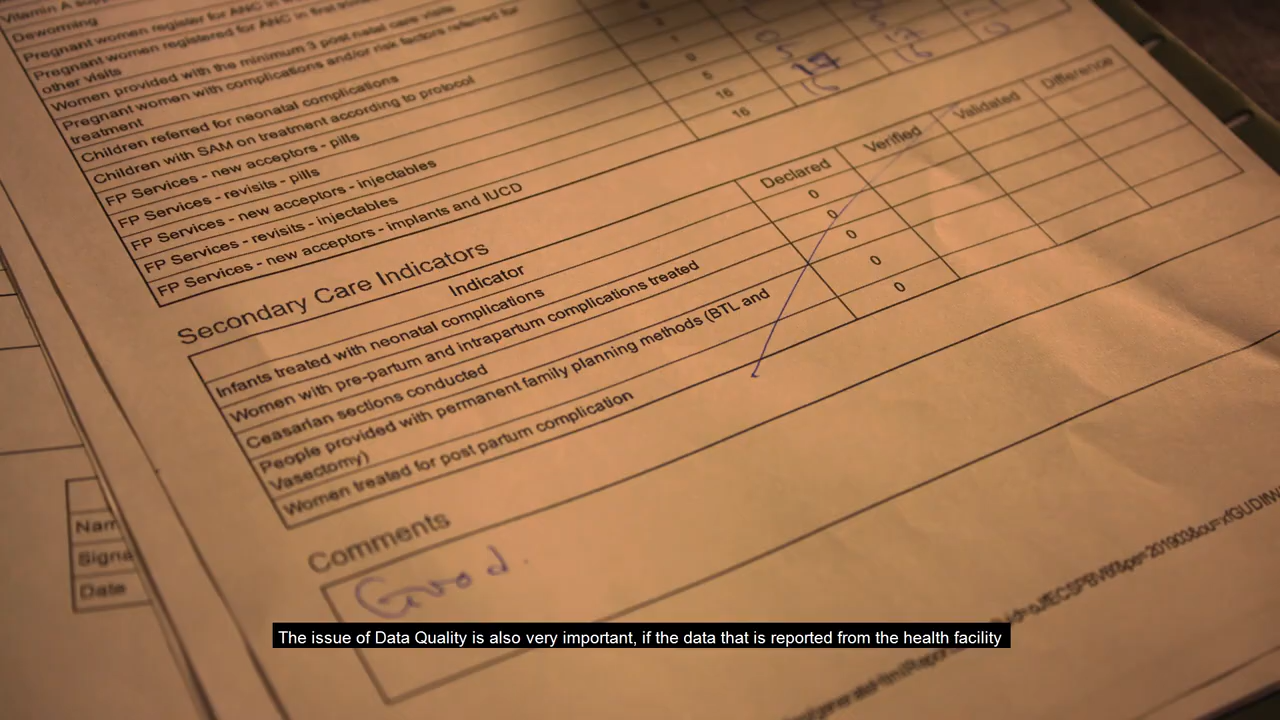 Vitamin A
Deworming
Pregnant women register for ANC in
Pregnant women registered for ANC in first
other visits
Women provided with the minimum 3 post natal care visits
Pregnant women with complications and/or risk factors referred for
treatment
Children referred for neonatal complications
Children with SAM on treatment according to protocol
FP Services - new acceptors - pills
FP Services - revisits - pills 0
FP Services - new acceptors - injectables 6
FP Services - revisits - injectables 16 17 16
FP Services - new acceptors - implants and IUCD 16
Secondary Care Indicators
Indicator Declared Verified Validated Difference
Infants treated with neonatal complications 0
Women with pre-partum and intrapartum complications treated 0
Ceasarian sections conducted 0
People provided with permanent family planning methods (BTL and
Vasectomy) 0
Women treated for post partum complication 0
Comments
Good.
Nam
Signa
Date
The issue of Data Quality is also very important, if the data that is reported from the health facility